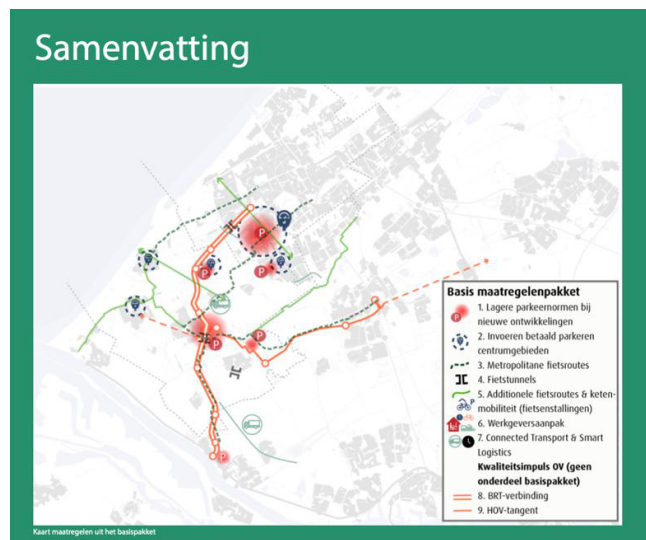 Samenvatting
Basis maatregelenpakket
1. Lagere parkeernormen bij
nieuwe ontwikkelingen
2. Invoeren betaald parkeren
centrumgebieden
3. Metropolitane fietsroutes
4. Fietstunnels
5. Additionele fietsroutes & keten-
mobiliteit (fietsenstallingen)
6. Werkgeversaanpak
7. Connected Transport & Smart
Logistics
Kwaliteitsimpuls OV (geen
onderdeel basispakket)
8. BRT-verbinding
9. HOV-tangent
Kaart maatregelen uit het basispakket